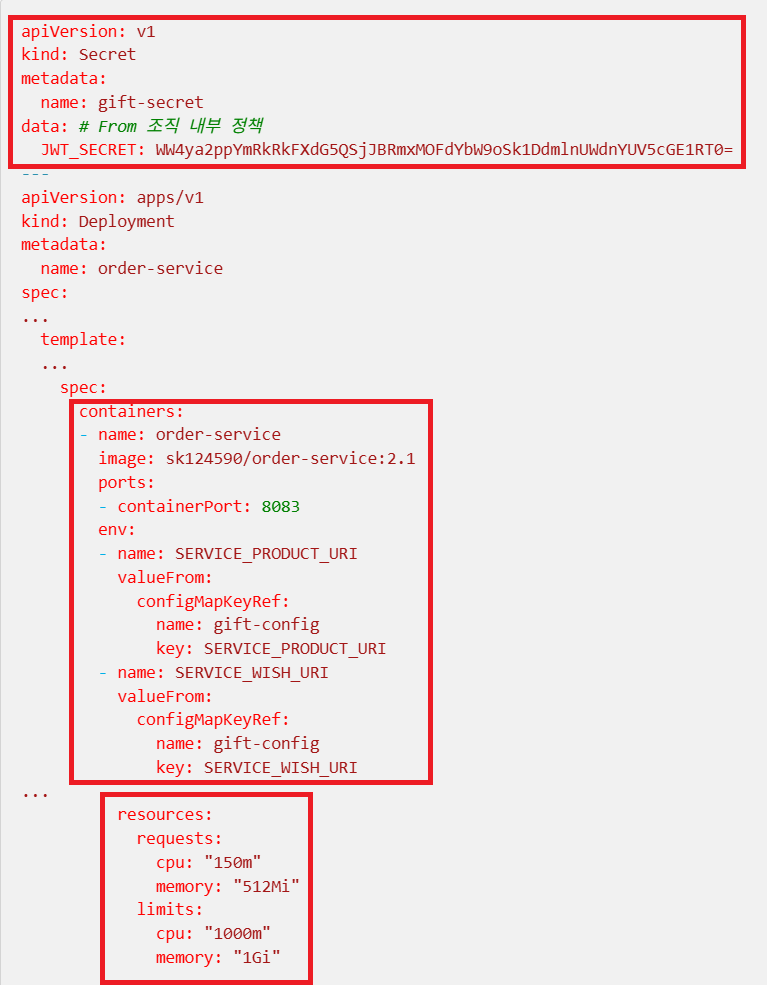 apiVersion: v1
kind: Secret
metadata:
  name: gift-secret
data: # From 조직 내부 정책
  JWT_SECRET: WW4ya2ppYmRkRkFXdG5QSjJBRmxMOFdYbW9oSk1DdmlnUWdnYUV5cGE1RT0=
---
apiVersion: apps/v1
kind: Deployment
metadata:
  name: order-service
spec:
...
  template:
  ...
    spec:
      containers:
      - name: order-service
        image: sk124590/order-service:2.1
        ports:
        - containerPort: 8083
        env:
        - name: SERVICE_PRODUCT_URI
          valueFrom:
            configMapKeyRef:
              name: gift-config
              key: SERVICE_PRODUCT_URI
        - name: SERVICE_WISH_URI
          valueFrom:
            configMapKeyRef:
              name: gift-config
              key: SERVICE_WISH_URI
...
          resources:
            requests:
              cpu: "150m"
              memory: "512Mi"
            limits:
              cpu: "1000m"
              memory: "1Gi"